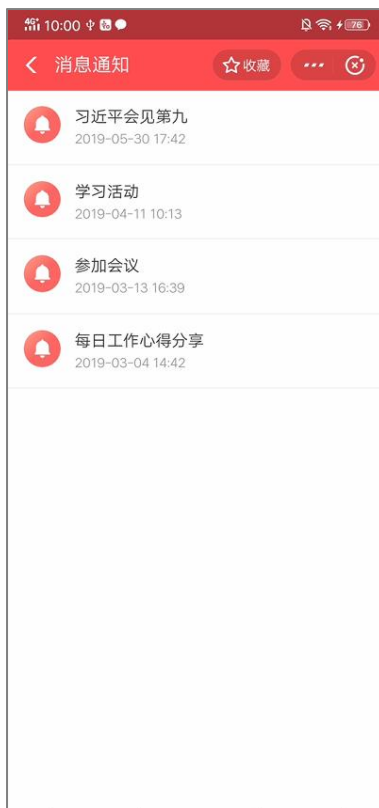 4G⁺ 10:00 76
消息通知 收藏
习近平会见第九
2019-05-30 17:42
学习活动
2019-04-11 10:13
参加会议
2019-03-13 16:39
每日工作心得分享
2019-03-04 14:42